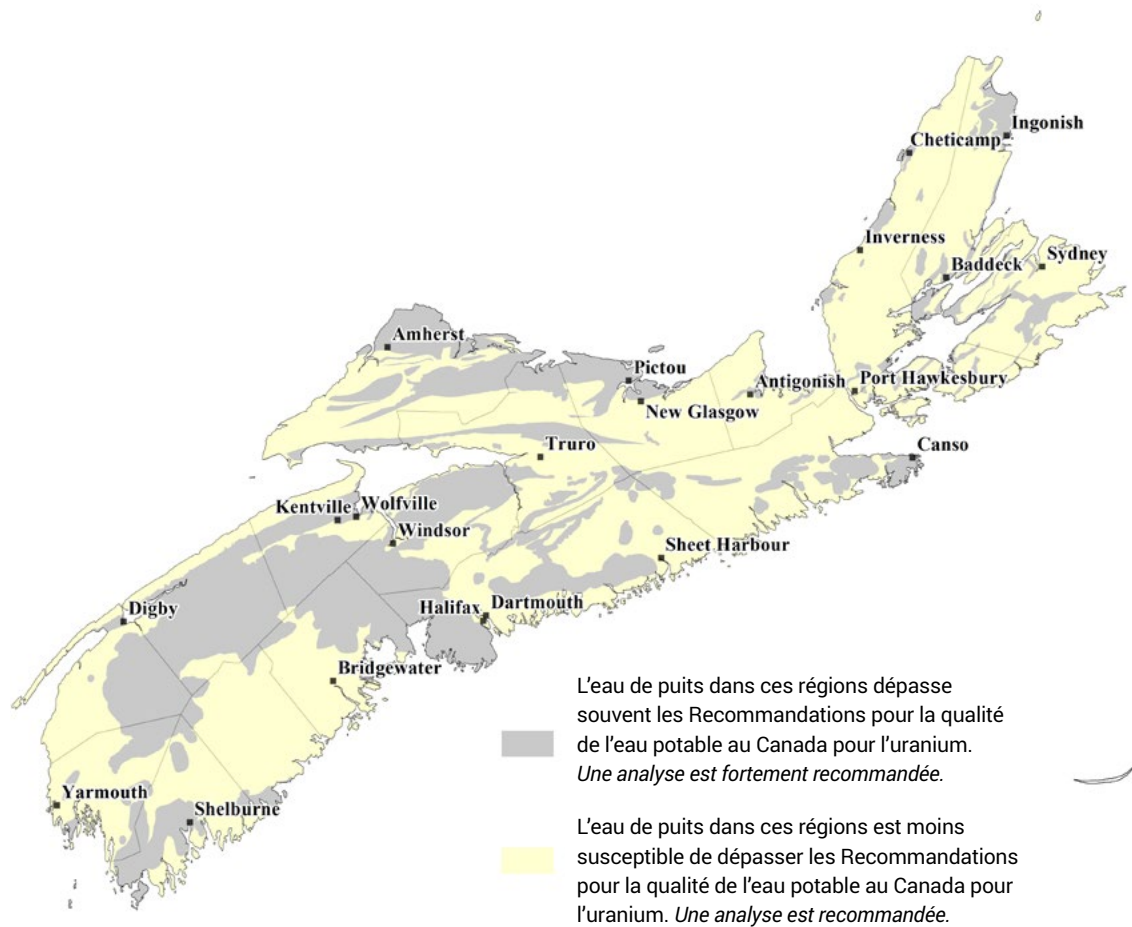 Ingonish
Cheticamp
Inverness
Baddeck
Sydney
Amherst
Pictou
Antigonish
Port Hawkesbury
New Glasgow
Truro
Canso
Kentville
Wolfville
Windsor
Sheet Harbour
Digby
Halifax
Dartmouth
Bridgewater
L'eau de puits dans ces régions dépasse
souvent les Recommandations pour la qualité
de l'eau potable au Canada pour l'uranium.
Une analyse est fortement recommandée.
Yarmouth
Shelburne
L'eau de puits dans ces régions est moins
susceptible de dépasser les Recommandations
pour la qualité de l'eau potable au Canada pour
l'uranium. Une analyse est recommandée.